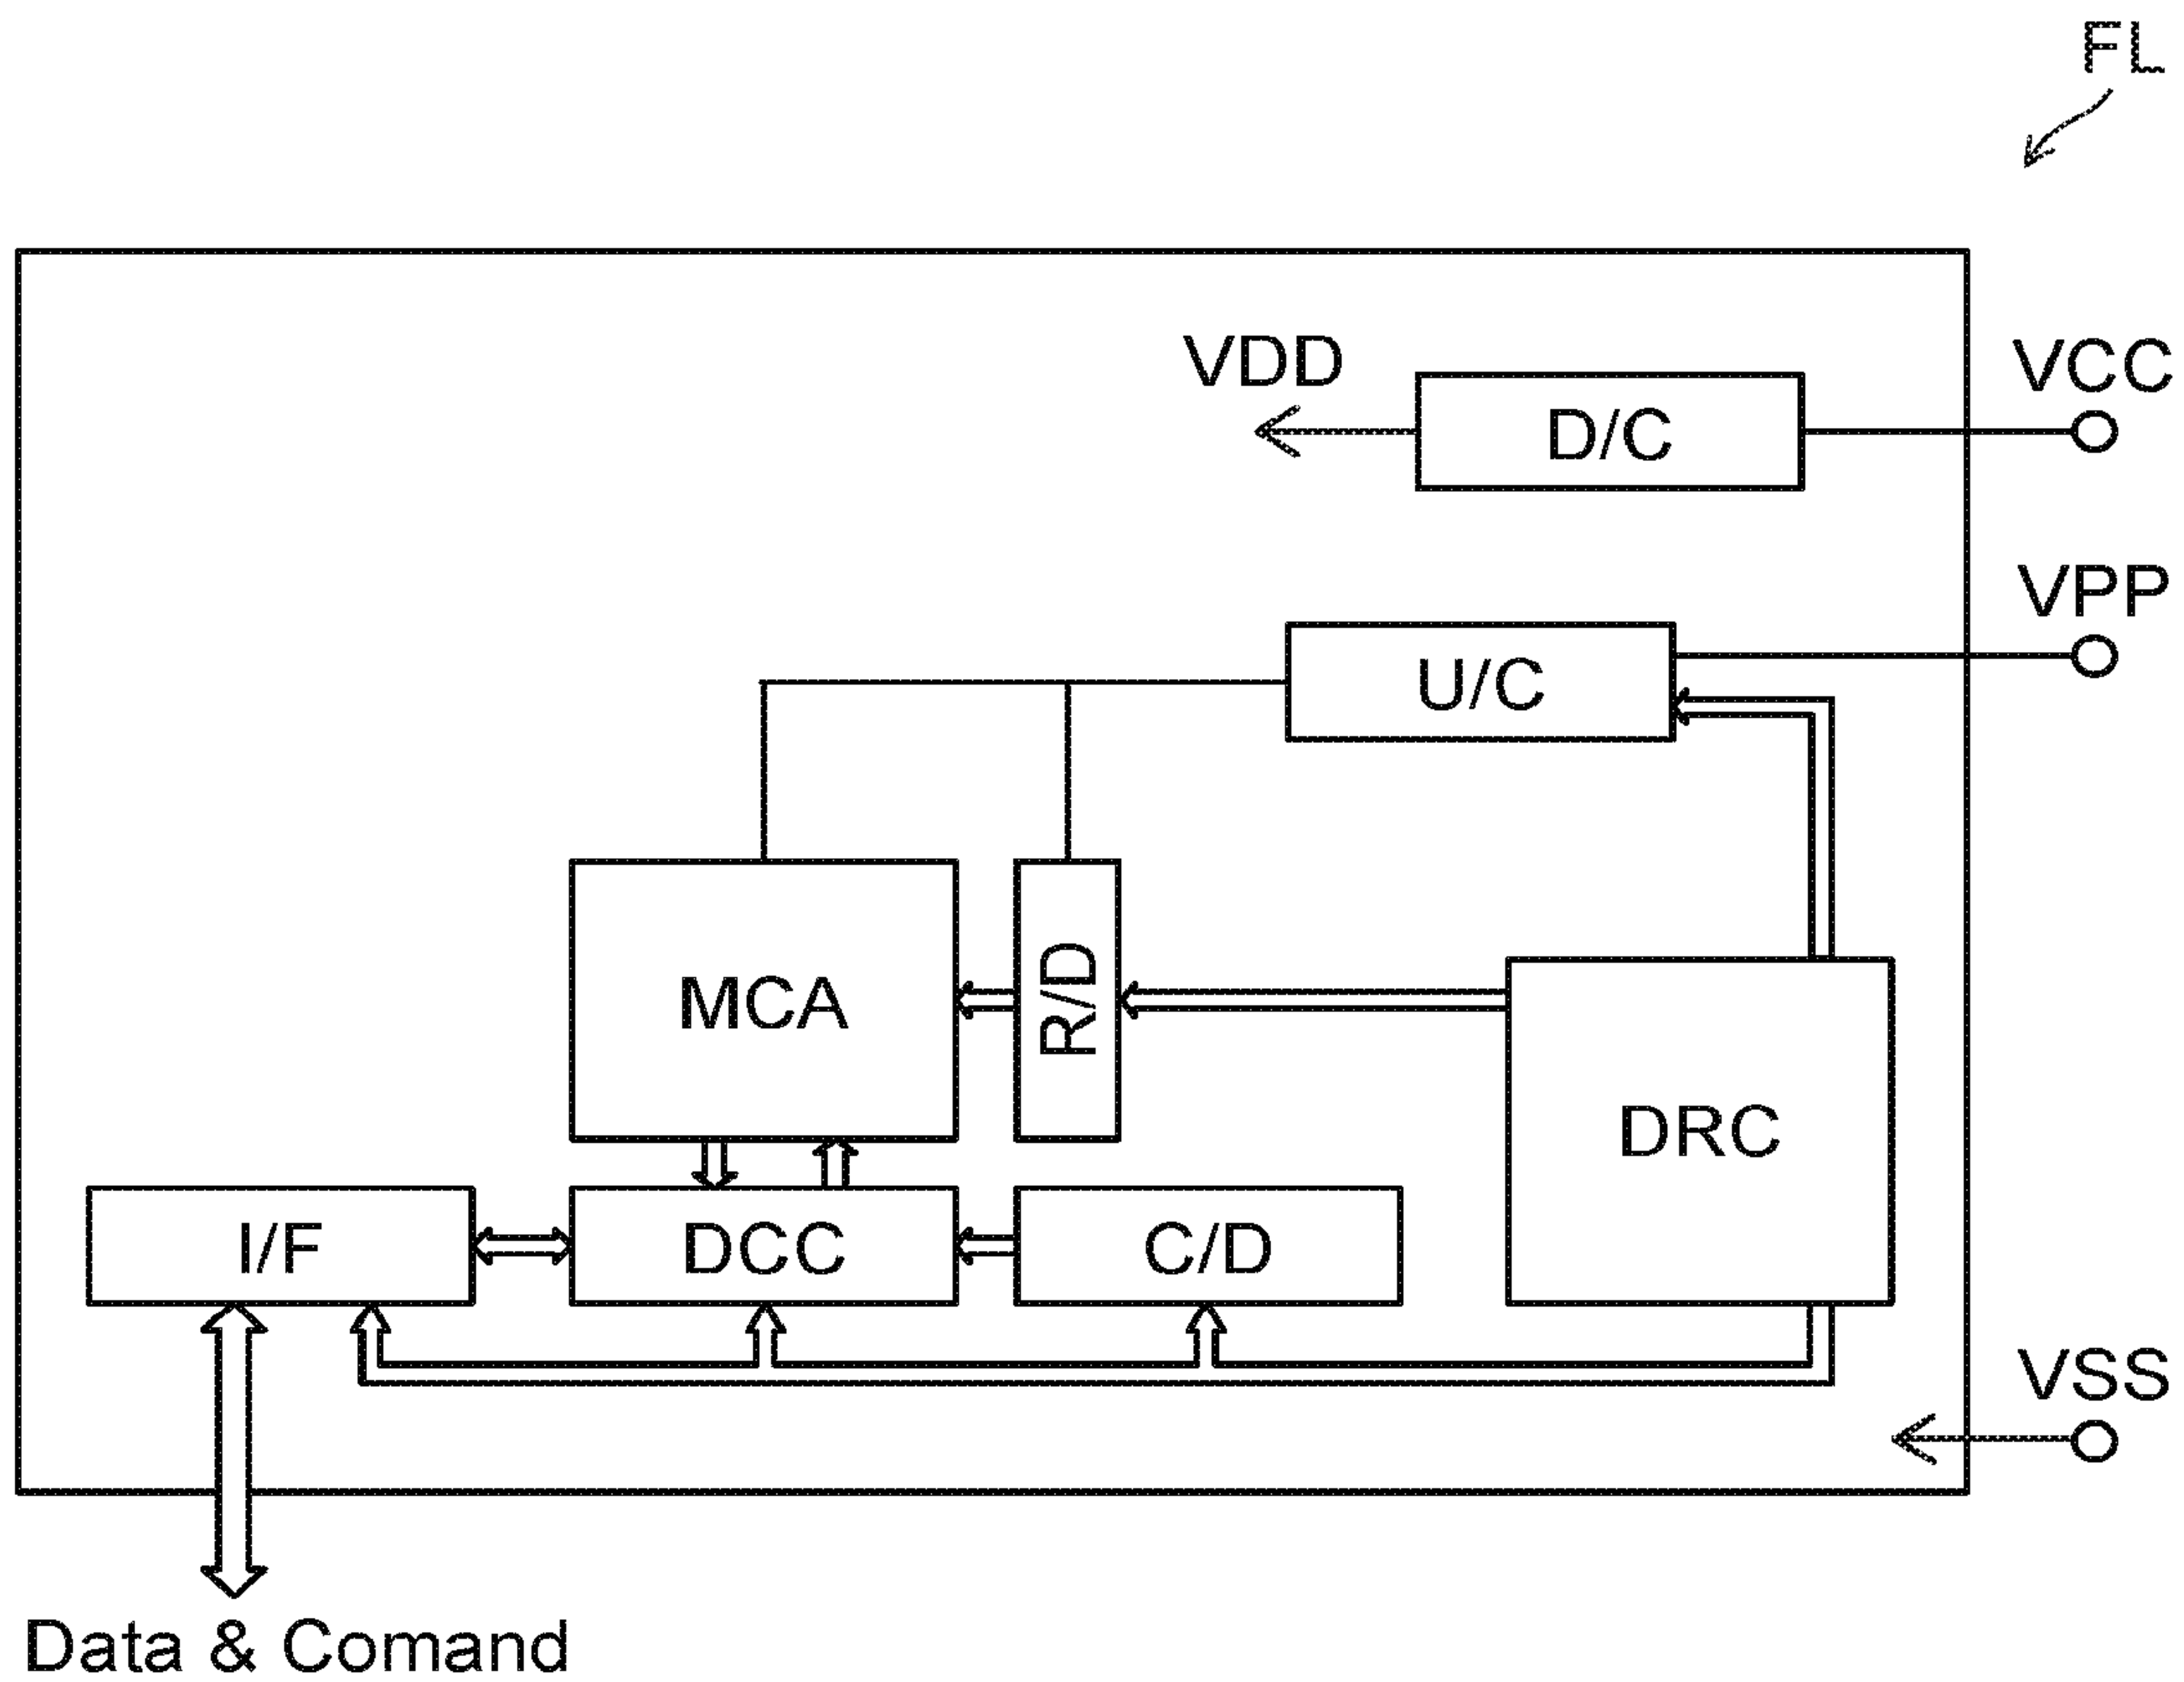 FL
VDD
D/C
VCC
VPP
U/C
MCA
R/D
DRC
I/F
DCC
C/D
VSS
Data & Comand